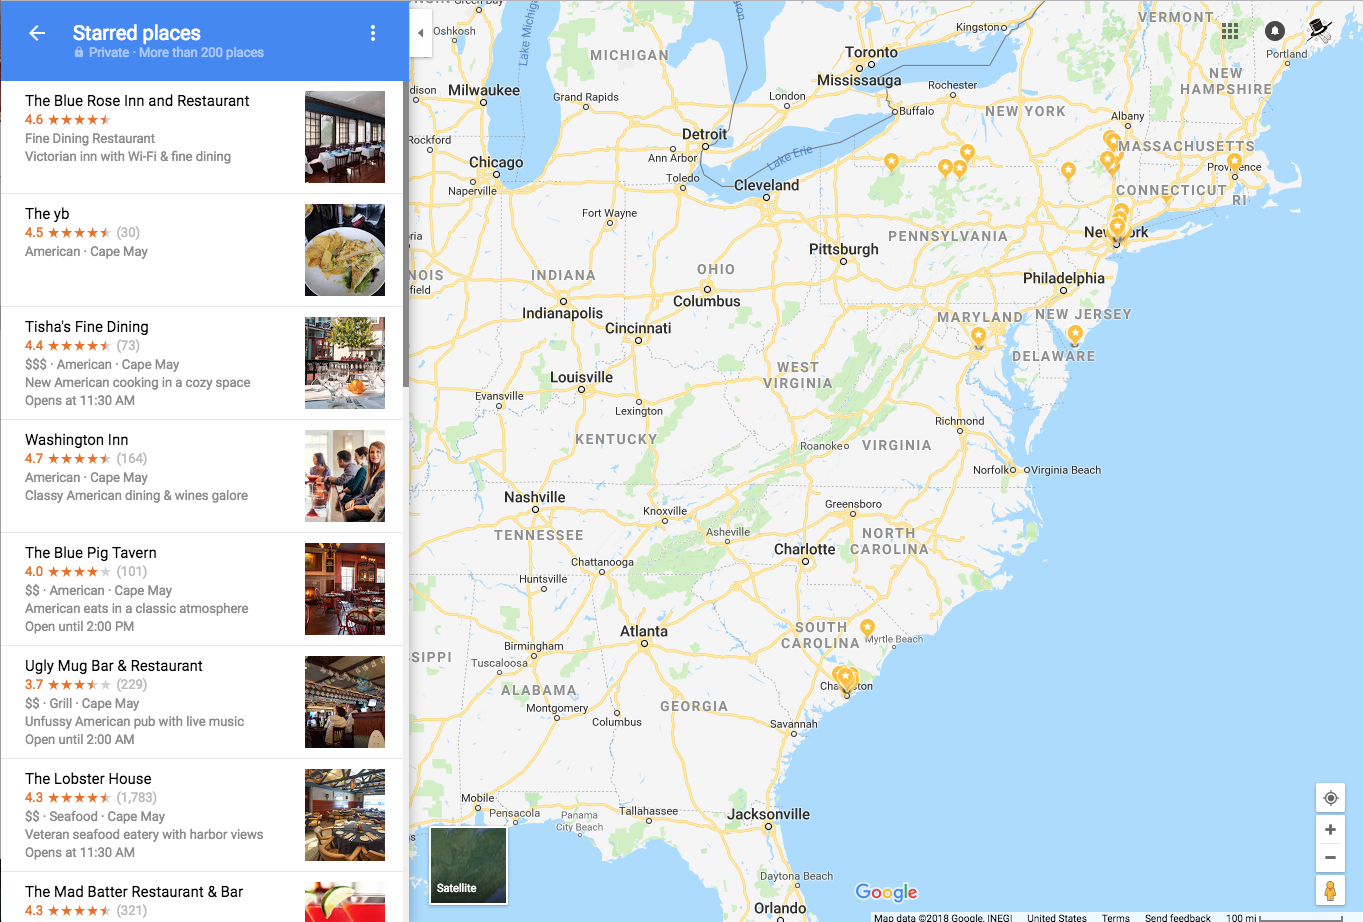 Starred places
Private · More than 200 places
The Blue Rose Inn and Restaurant
4.6
Fine Dining Restaurant
Victorian inn with Wi-Fi & fine dining
The yb
4.5 (30)
American · Cape May
Tisha's Fine Dining
4.4 (73)
$$$ · American · Cape May
New American cooking in a cozy space
Opens at 11:30 AM
Washington Inn
4.7 (164)
American · Cape May
Classy American dining & wines galore
The Blue Pig Tavern
4.0 (101)
$$ · American · Cape May
American eats in a classic atmosphere
Open until 2:00 PM
Ugly Mug Bar & Restaurant
3.7 (229)
$$ · Grill · Cape May
Unfussy American pub with live music
Open until 2:00 AM
The Lobster House
4.3 (1,783)
$$ · Seafood · Cape May
Veteran seafood eatery with harbor views
Opens at 11:30 AM
The Mad Batter Restaurant & Bar
4.3 (321)
Green Bay
Oshkosh
Lake Michigan
MICHIGAN
Kingston
VERMONT
Portland
Toronto
Mississauga
NEW
HAMPSHIRE
Milwaukee
Grand Rapids
London
Rochester
Buffalo
NEW YORK
Albany
Rockford
Detroit
Ann Arbor
Lake Erie
MASSACHUSETTS
Chicago
Naperville
Toledo
Cleveland
Providence
CONNECTICUT
RI
Fort Wayne
New York
PENNSYLVANIA
Pittsburgh
INDIANA
OHIO
Columbus
Philadelphia
Indianapolis
Cincinnati
MARYLAND
NEW JERSEY
DELAWARE
WEST
VIRGINIA
Louisville
Evansville
Lexington
Richmond
KENTUCKY
Roanoke
VIRGINIA
Norfolk
Virginia Beach
Nashville
Knoxville
Greensboro
TENNESSEE
Asheville
NORTH
CAROLINA
Charlotte
Chattanooga
Huntsville
Atlanta
SOUTH
CAROLINA
Myrtle Beach
Birmingham
Tuscaloosa
SIPPI
ALABAMA
Charleston
Montgomery
Columbus
GEORGIA
Savannah
Mobile
Pensacola
Panama
City Beach
Tallahassee
Jacksonville
Satellite
Daytona Beach
Orlando
Google
Map data ©2018 Google, INEGI United States Terms Send feedback 100 mi